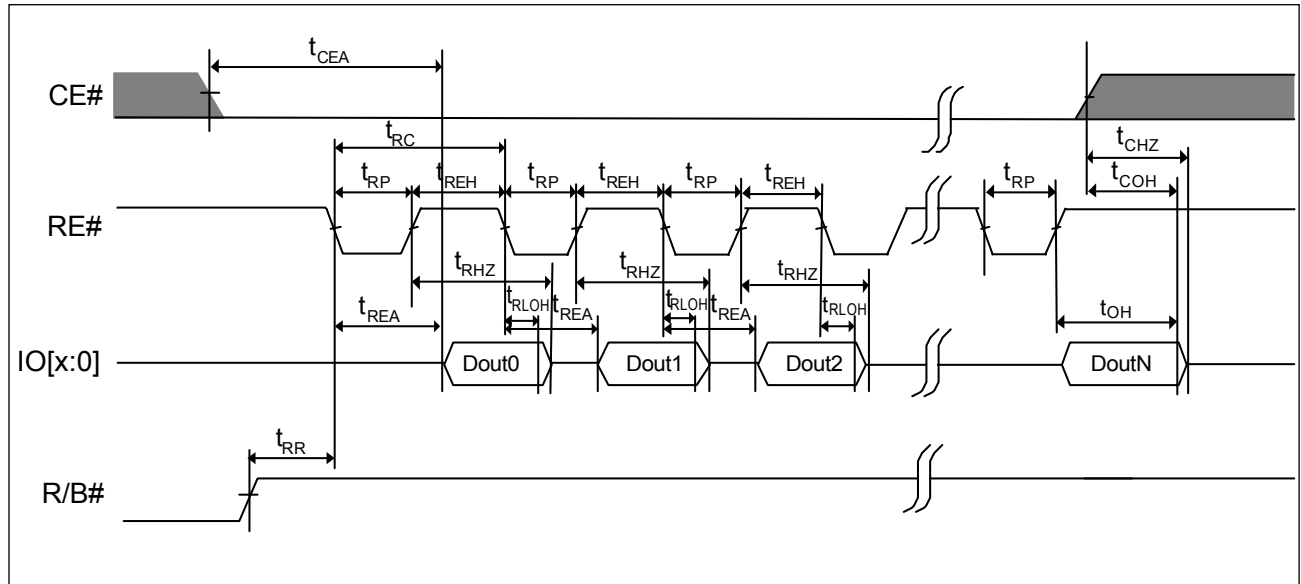 tCEA
CE#
tRC
tCHZ
tRP tREH tRP tREH tRP tREH tRP tCOH
RE#
tRHZ tRHZ tRHZ
tREA tRLOH tREA tRLOH tREA tRLOH tOH
IO[x:0] Dout0 Dout1 Dout2 DoutN
tRR
R/B#